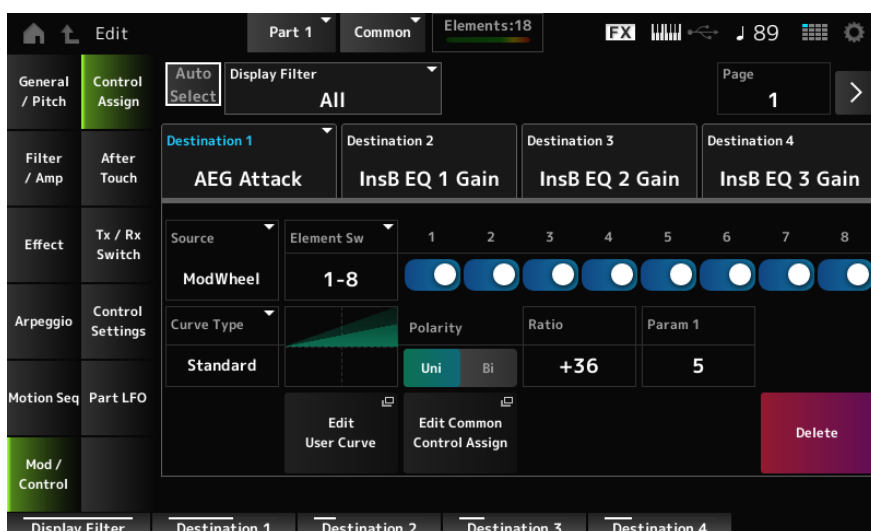 Edit
Part 1
Common
Elements:18
FX
89
General
/ Pitch
Control
Assign
Auto
Select
Display Filter
All
Page
1
Filter
/ Amp
After
Touch
Destination 1
AEG Attack
Destination 2
InsB EQ 1 Gain
Destination 3
InsB EQ 2 Gain
Destination 4
InsB EQ 3 Gain
Effect
Tx / Rx
Switch
Source
ModWheel
Element Sw
1-8
1 2 3 4 5 6 7 8
Arpeggio
Control
Settings
Curve Type
Standard
Polarity
Uni
Bi
Ratio
+36
Param 1
5
Motion Seq
Part LFO
Edit
User Curve
Edit Common
Control Assign
Delete
Mod /
Control
Display Filter
Destination 1
Destination 2
Destination 3
Destination 4